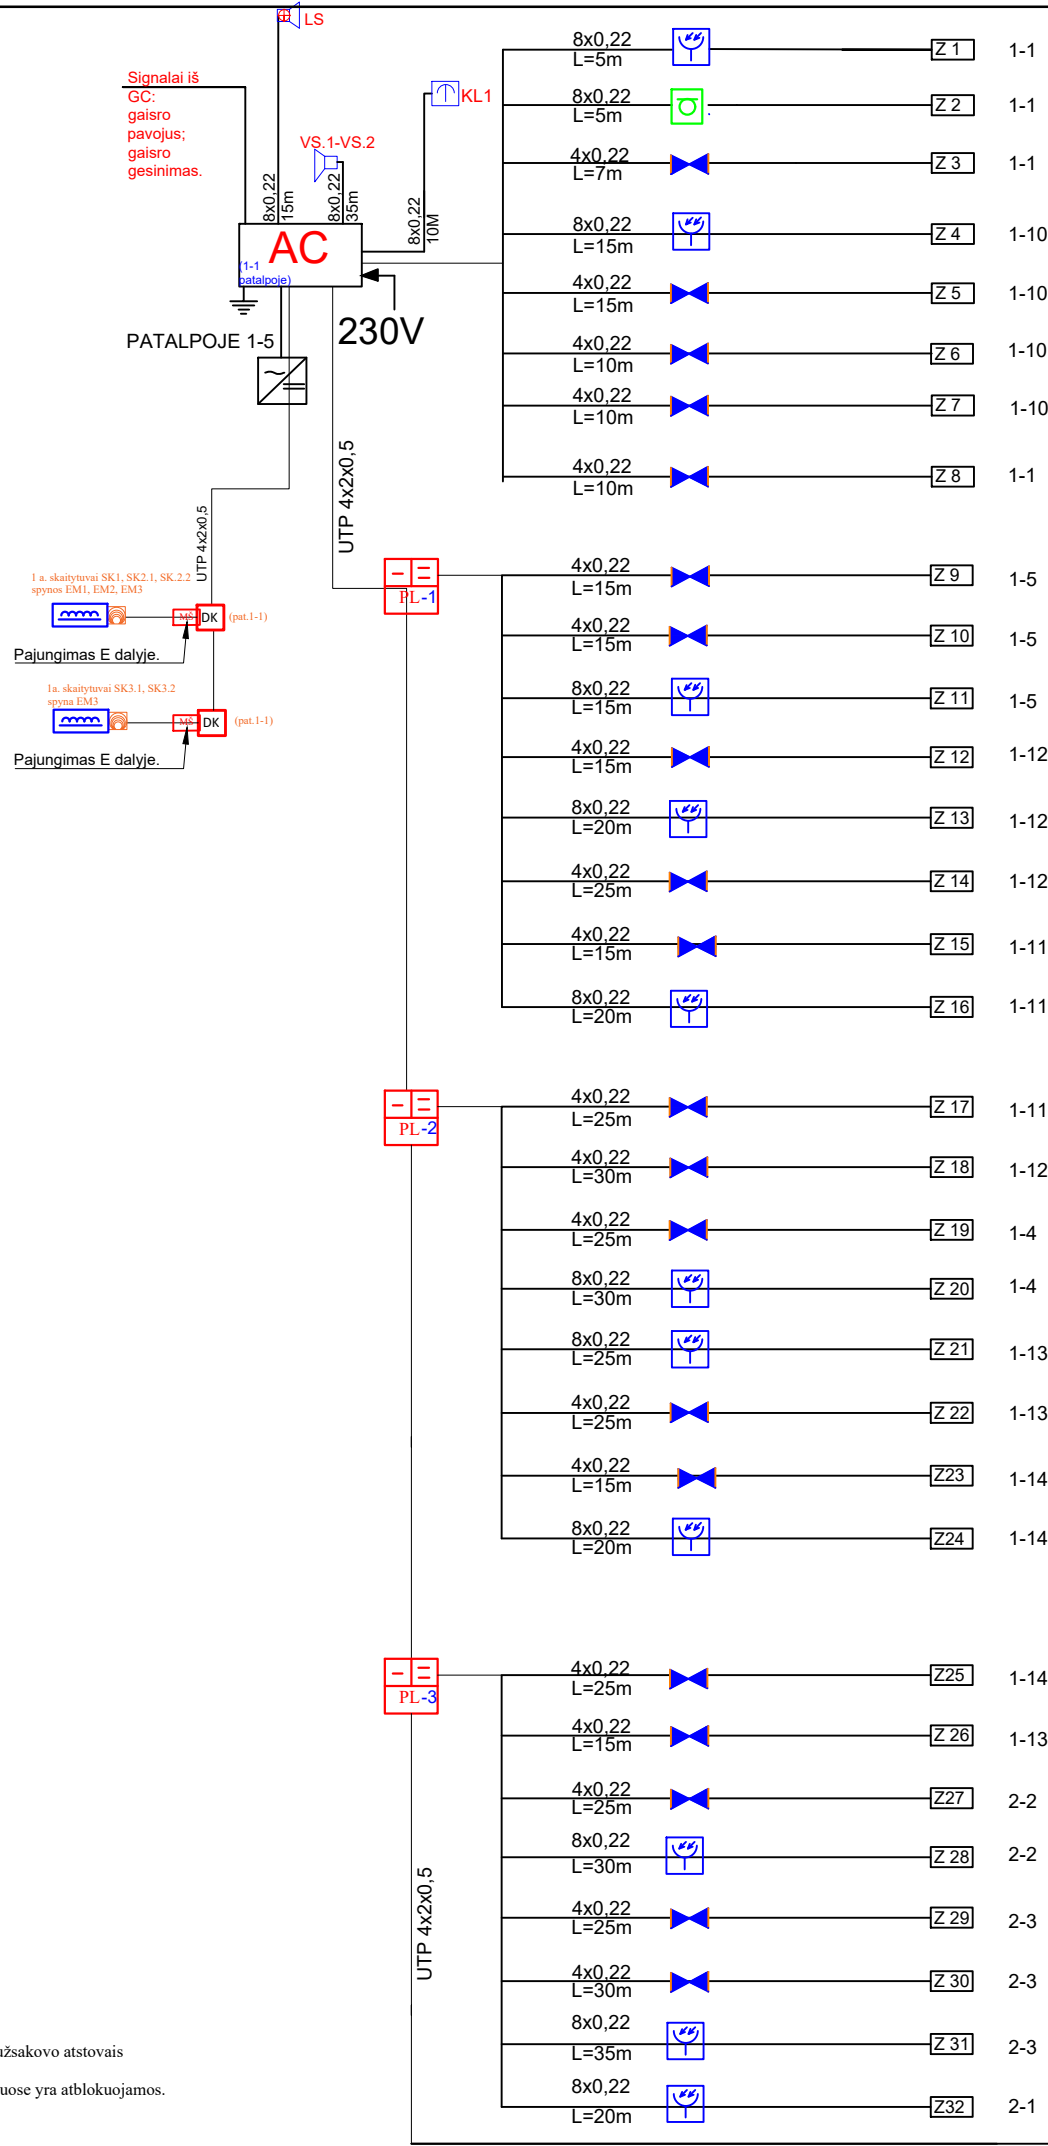 LS
Signalai iš
GC:
gaisro
pavojus;
gaisro
gesinimas.
8x0,22
15m
VS.1-VS.2
8x0,22
35m
KL1
8x0,22
10M
AC
(1-1
patalpoje)
230V
PATALPOJE 1-5
UTP 4x2x0,5
UTP 4x2x0,5
1 a. skaitytuvai SK1, SK2.1, SK.2.2
spynos EM1, EM2, EM3
MŠ
DK
(pat.1-1)
Pajungimas E dalyje.
1a. skaitytuvai SK3.1, SK3.2
spyna EM3
MŠ
DK
(pat.1-1)
Pajungimas E dalyje.
8x0,22
L=5m
Z 1
1-1
8x0,22
L=5m
Z 2
1-1
4x0,22
L=7m
Z 3
1-1
8x0,22
L=15m
Z 4
1-10
4x0,22
L=15m
Z 5
1-10
4x0,22
L=10m
Z 6
1-10
4x0,22
L=10m
Z 7
1-10
4x0,22
L=10m
Z 8
1-1
PL-1
4x0,22
L=15m
Z 9
1-5
4x0,22
L=15m
Z 10
1-5
8x0,22
L=15m
Z 11
1-5
4x0,22
L=15m
Z 12
1-12
8x0,22
L=20m
Z 13
1-12
4x0,22
L=25m
Z 14
1-12
4x0,22
L=15m
Z 15
1-11
8x0,22
L=20m
Z 16
1-11
PL-2
4x0,22
L=25m
Z 17
1-11
4x0,22
L=30m
Z 18
1-12
4x0,22
L=25m
Z 19
1-4
8x0,22
L=30m
Z 20
1-4
8x0,22
L=25m
Z 21
1-13
4x0,22
L=25m
Z 22
1-13
4x0,22
L=15m
Z23
1-14
8x0,22
L=20m
Z24
1-14
PL-3
4x0,22
L=25m
Z25
1-14
4x0,22
L=15m
Z 26
1-13
4x0,22
L=25m
Z27
2-2
8x0,22
L=30m
Z 28
2-2
4x0,22
L=25m
Z 29
2-3
4x0,22
L=30m
Z 30
2-3
8x0,22
L=35m
Z 31
2-3
8x0,22
L=20m
Z32
2-1
UTP 4x2x0,5
užsakovo atstovais
uose yra atblokuojamos.